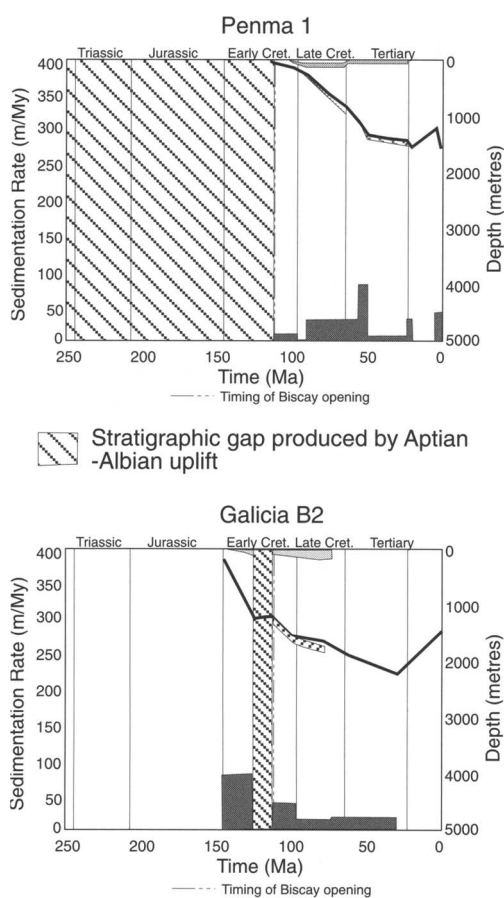 Penma 1
Triassic Jurassic Early Cret. Late Cret. Tertiary
400 0
350
300 1000
250 2000
200
150 3000
100 4000
50
0 5000
Sedimentation Rate (m/My)
Depth (metres)
250 200 150 100 50 0
Time (Ma)
Timing of Biscay opening
Stratigraphic gap produced by Aptian
-Albian uplift
Galicia B2
Triassic Jurassic Early Cret. Late Cret. Tertiary
400 0
350
300 1000
250 2000
200
150 3000
100 4000
50
0 5000
Sedimentation Rate (m/My)
Depth (metres)
250 200 150 100 50 0
Time (Ma)
Timing of Biscay opening